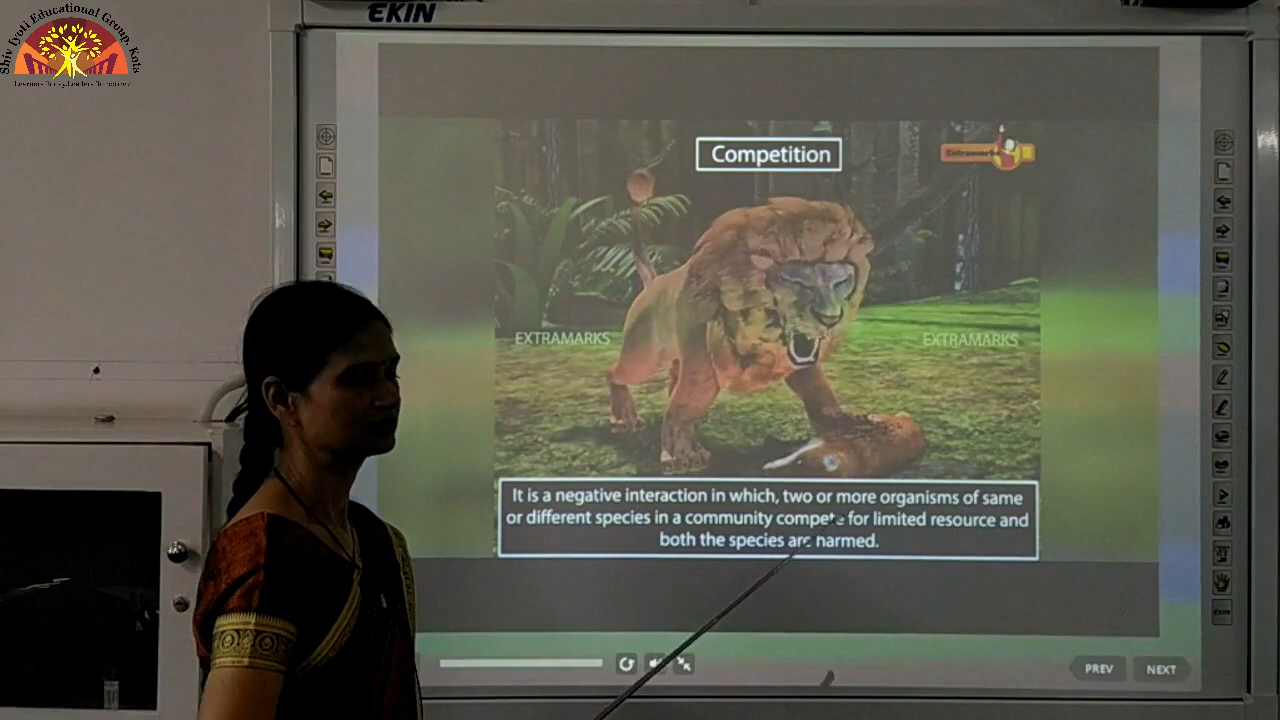 Shiv Jyoti Educational Group, Kota
EKIN
Competition
Extramarks
EXTRAMARKS
EXTRAMARKS
It is a negative interaction in which, two or more organisms of same
or different species in a community compete for limited resource and
both the species are harmed.
PREV
NEXT
EKIN